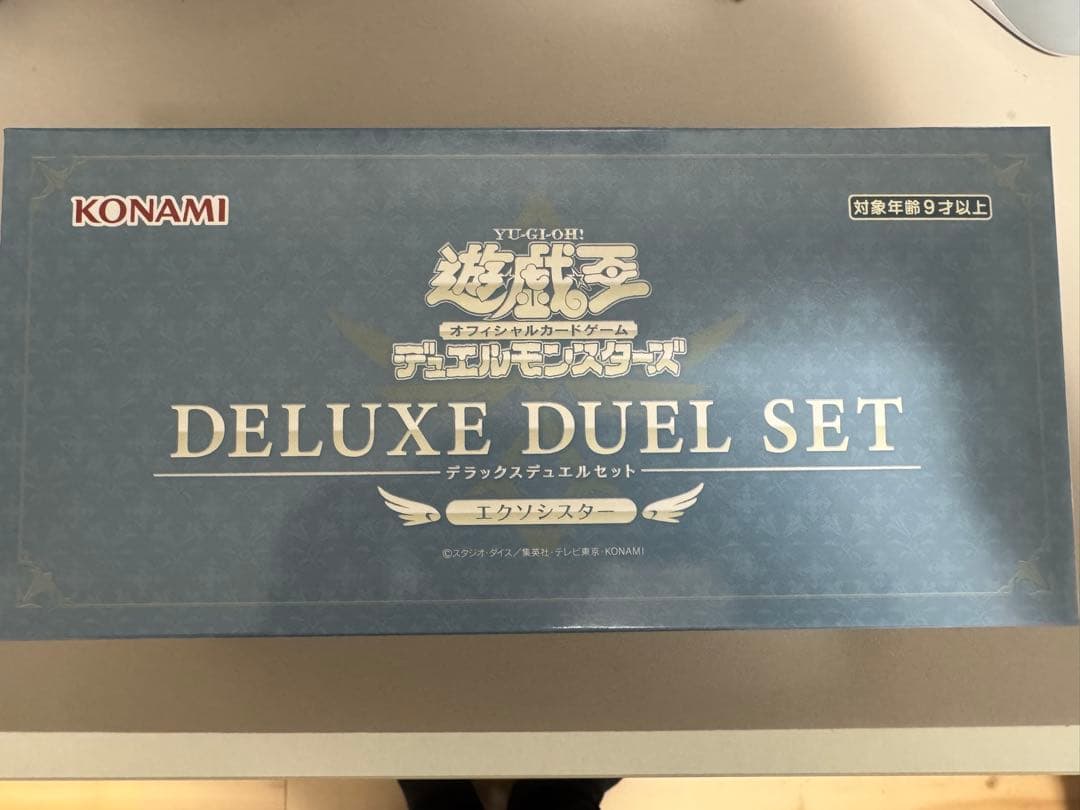 KONAMI
対象年齢9才以上
YU-GI-OH!
遊戯王
オフィシャルカードゲーム
デュエルモンスターズ
DELUXE DUEL SET
デラックスデュエルセット
エクソシスター
©スタジオ・ダイス/集英社・テレビ東京・KONAMI